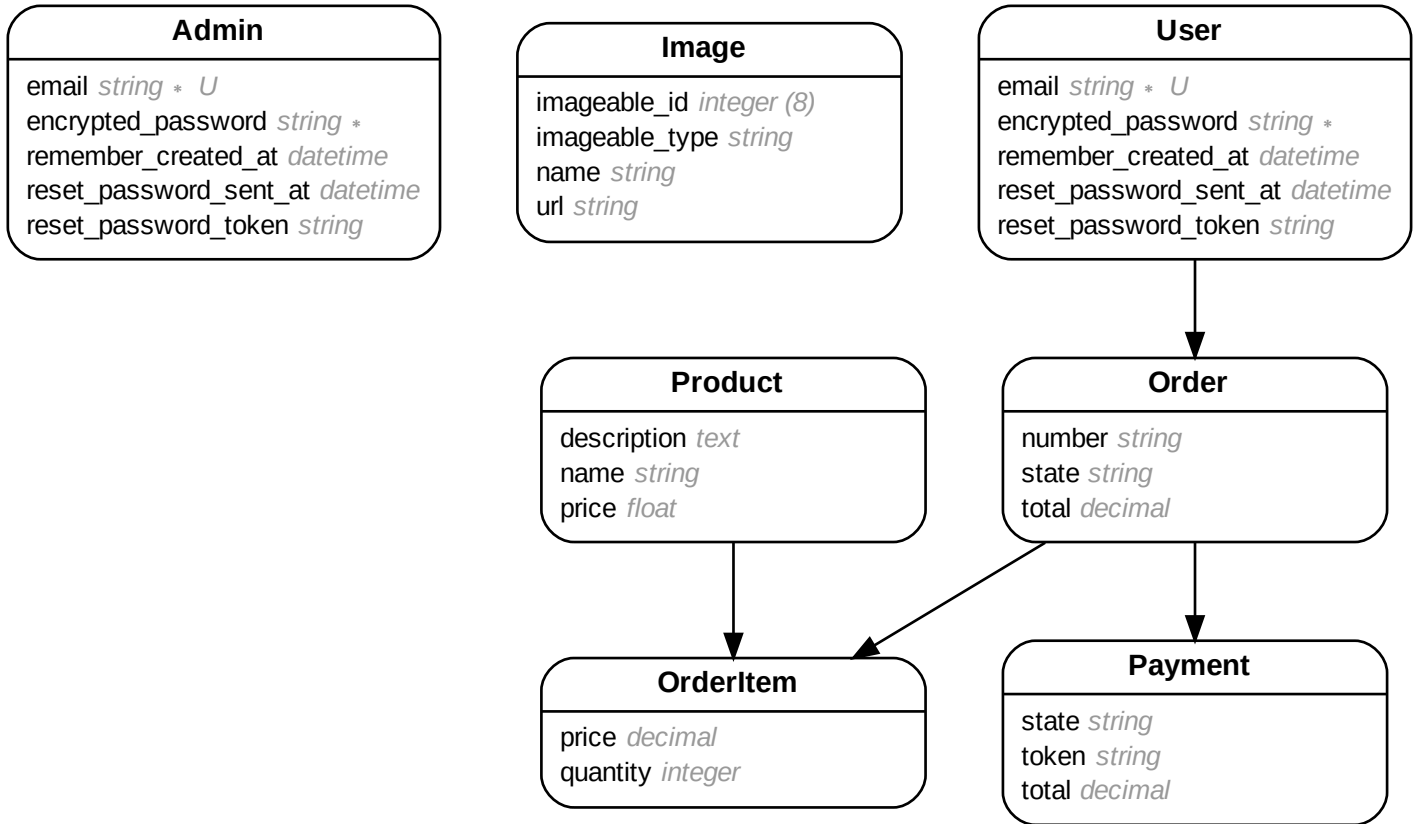 Admin
email string * U
encrypted_password string *
remember_created_at datetime
reset_password_sent_at datetime
reset_password_token string
Image
imageable_id integer (8)
imageable_type string
name string
url string
User
email string * U
encrypted_password string *
remember_created_at datetime
reset_password_sent_at datetime
reset_password_token string
Product
description text
name string
price float
Order
number string
state string
total decimal
OrderItem
price decimal
quantity integer
Payment
state string
token string
total decimal